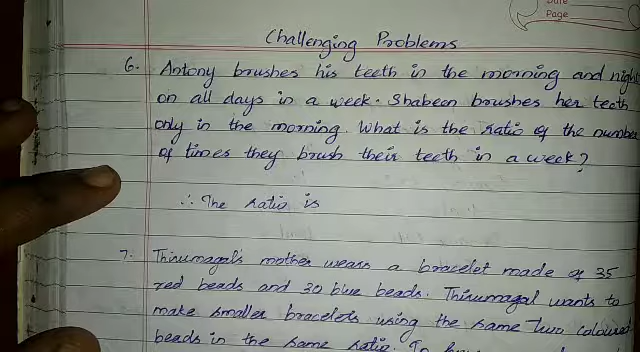 Date
Page
Challenging Problems
6. Antony brushes his teeth in the morning and night
on all days in a week. Shabeen brushes her teeth
only in the morning. What is the ratio of the number
of times they brush their teeth in a week?
∴ The ratio is
7. Thirumagal's mother wears a bracelet made of 35
red beads and 30 blue beads. Thirumagal wants to
make smaller bracelets using the same two coloured
beads in the same ratio.